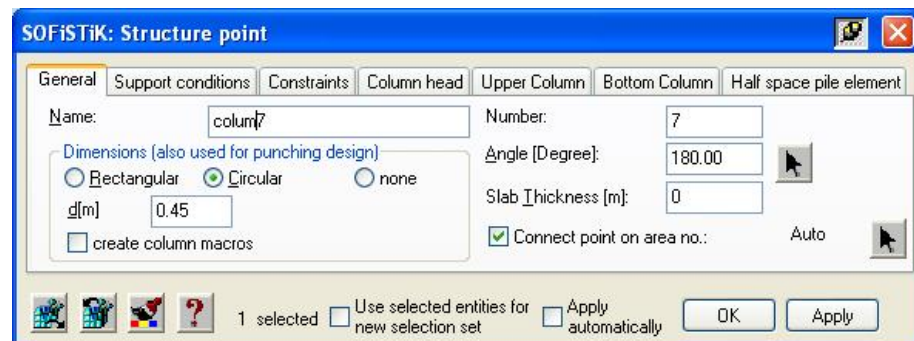 SOFiSTiK: Structure point
General Support conditions Constraints Column head Upper Column Bottom Column Half space pile element
Name: colum7
Number: 7
Dimensions (also used for punching design)
Rectangular Circular none
d[m] 0.45
create column macros
Angle [Degree]: 180.00
Slab Thickness [m]: 0
Connect point on area no.: Auto
? 1 selected
Use selected entities for
new selection set
Apply
automatically
OK Apply